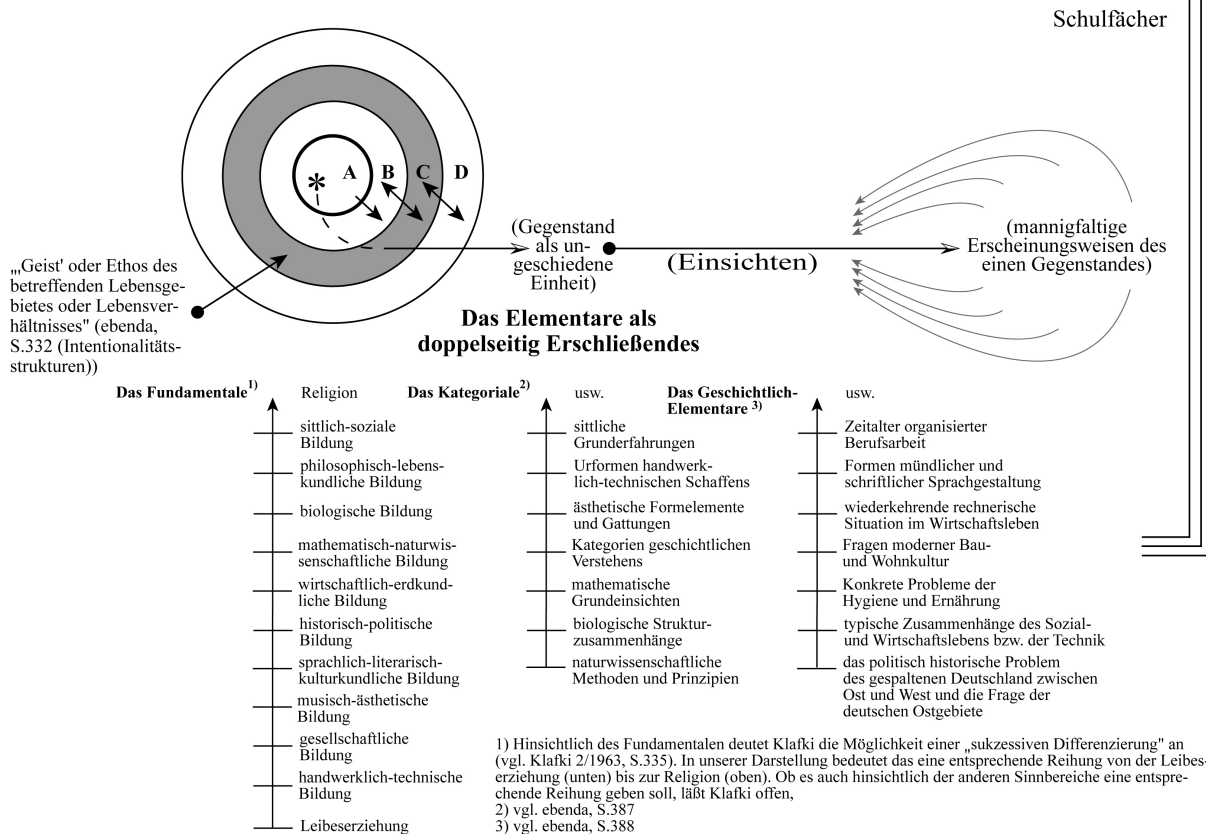 Schulfächer
*
A
B
C
D
„‚Geist' oder Ethos des
betreffenden Lebensge-
bietes oder Lebensver-
hältnisses" (ebenda,
S.332 (Intentionalitäts-
strukturen))
(Gegenstand
als un-
geschiedene
Einheit)
(Einsichten)
(mannigfaltige
Erscheinungsweisen des
einen Gegenstandes)
Das Elementare als
doppelseitig Erschließendes
Das Fundamentale1)
Religion
sittlich-soziale
Bildung
philosophisch-lebens-
kundliche Bildung
biologische Bildung
mathematisch-naturwis-
senschaftliche Bildung
wirtschaftlich-erdkund-
liche Bildung
historisch-politische
Bildung
sprachlich-literarisch-
kulturkundliche Bildung
musisch-ästhetische
Bildung
gesellschaftliche
Bildung
handwerklich-technische
Bildung
Leibeserziehung
Das Kategoriale2)
usw.
sittliche
Grunderfahrungen
Urformen handwerk-
lich-technischen Schaffens
ästhetische Formelemente
und Gattungen
Kategorien geschichtlichen
Verstehens
mathematische
Grundeinsichten
biologische Struktur-
zusammenhänge
naturwissenschaftliche
Methoden und Prinzipien
Das Geschichtlich-
Elementare 3)
usw.
Zeitalter organisierter
Berufsarbeit
Formen mündlicher und
schriftlicher Sprachgestaltung
wiederkehrende rechnerische
Situation im Wirtschaftsleben
Fragen moderner Bau-
und Wohnkultur
Konkrete Probleme der
Hygiene und Ernährung
typische Zusammenhänge des Sozial-
und Wirtschaftslebens bzw. der Technik
das politisch historische Problem
des gespaltenen Deutschland zwischen
Ost und West und die Frage der
deutschen Ostgebiete
1) Hinsichtlich des Fundamentalen deutet Klafki die Möglichkeit einer „sukzessiven Differenzierung" an
(vgl. Klafki 2/1963, S.335). In unserer Darstellung bedeutet das eine entsprechende Reihung von der Leibes-
erziehung (unten) bis zur Religion (oben). Ob es auch hinsichtlich der anderen Sinnbereiche eine entspre-
chende Reihung geben soll, läßt Klafki offen,
2) vgl. ebenda, S.387
3) vgl. ebenda, S.388